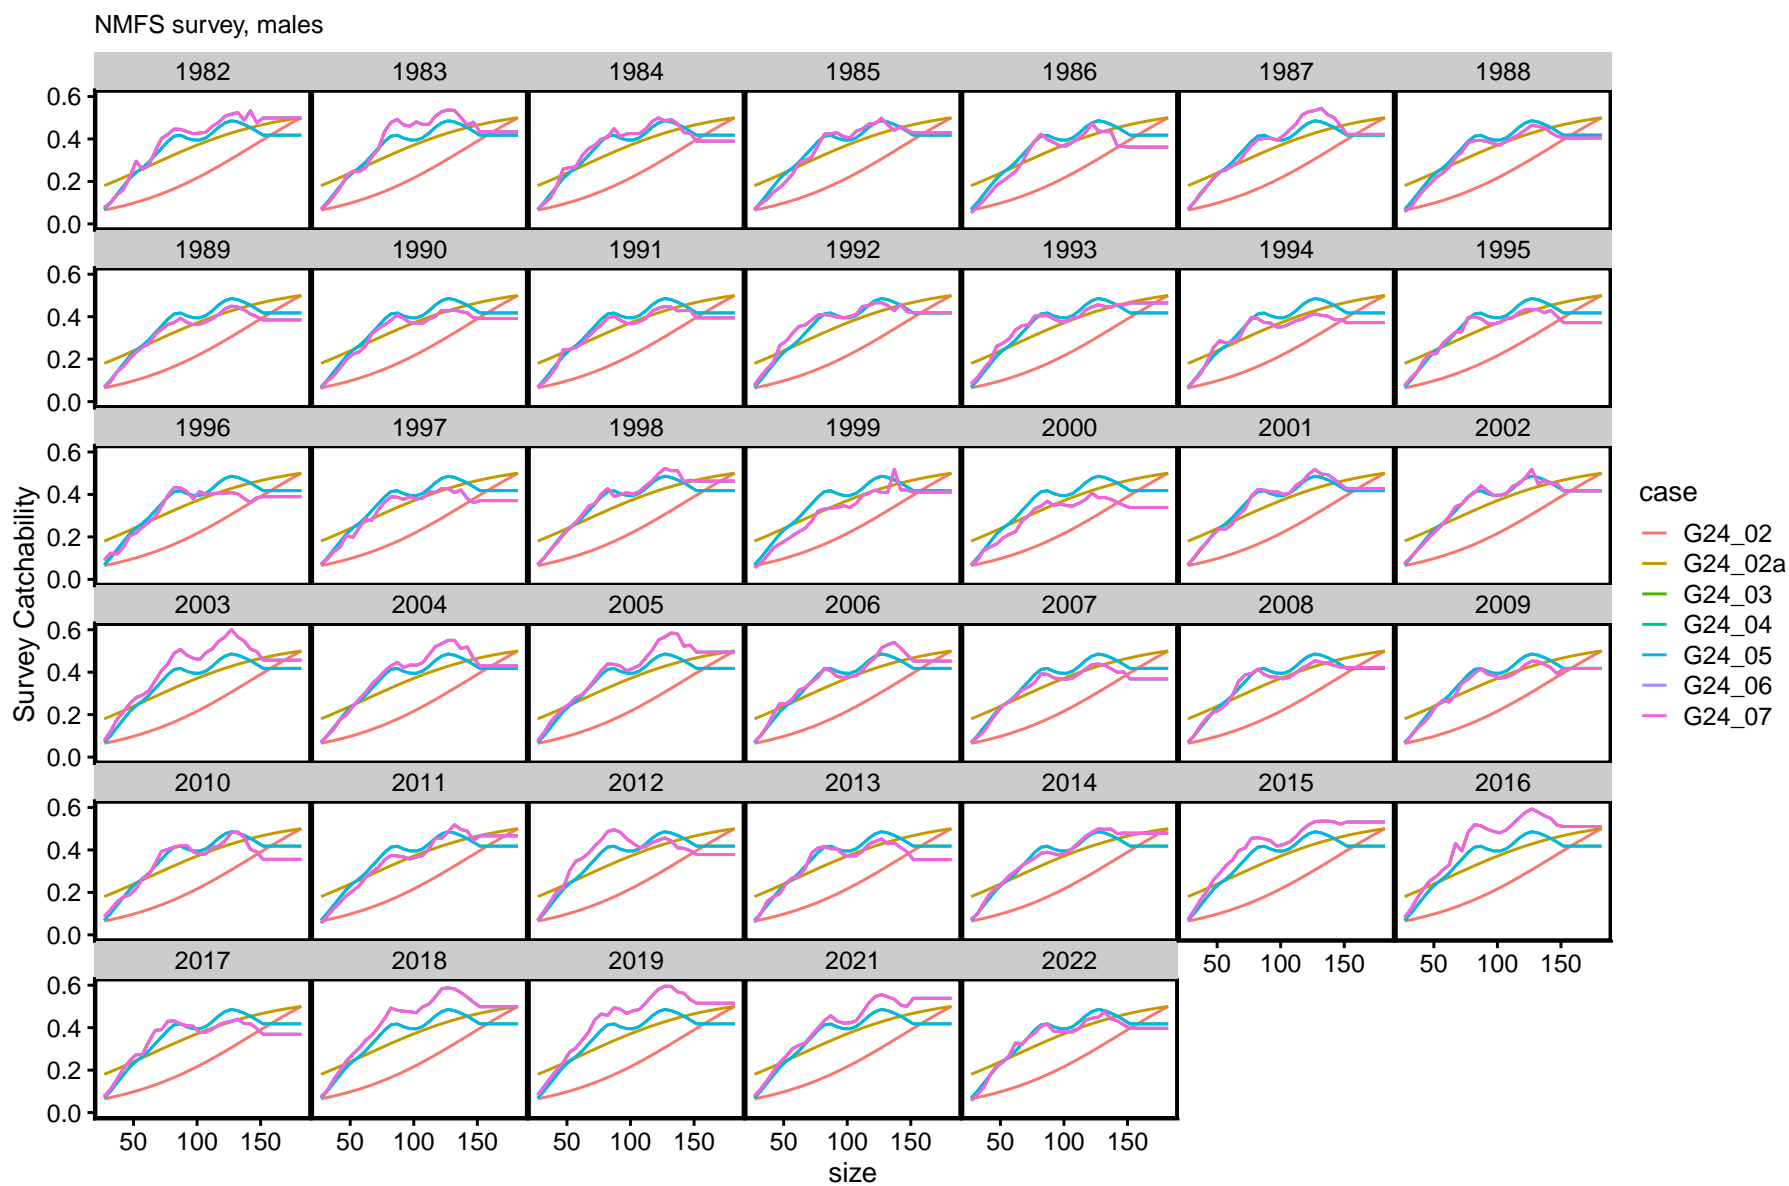 NMFS survey, males
1982 1983 1984 1985 1986 1987 1988
0.6
0.4
0.2
0.0
1989 1990 1991 1992 1993 1994 1995
0.6
0.4
0.2
0.0
1996 1997 1998 1999 2000 2001 2002
0.6
0.4
0.2
0.0
2003 2004 2005 2006 2007 2008 2009
0.6
0.4
0.2
0.0
2010 2011 2012 2013 2014 2015 2016
0.6
0.4
0.2
0.0
50 100 150 50 100 150
2017 2018 2019 2021 2022
0.6
0.4
0.2
0.0
50 100 150 50 100 150 50 100 150 50 100 150 50 100 150
size
Survey Catchability
case
G24_02
G24_02a
G24_03
G24_04
G24_05
G24_06
G24_07